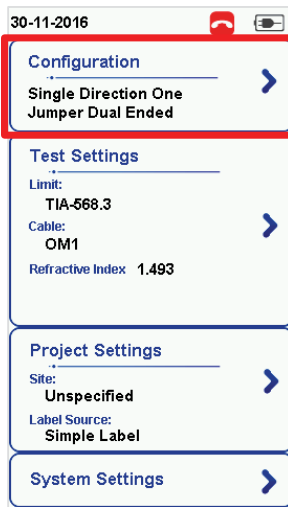 30-11-2016
Configuration
Single Direction One
Jumper Dual Ended
Test Settings
Limit:
TIA-568.3
Cable:
OM1
Refractive Index 1.493
Project Settings
Site:
Unspecified
Label Source:
Simple Label
System Settings